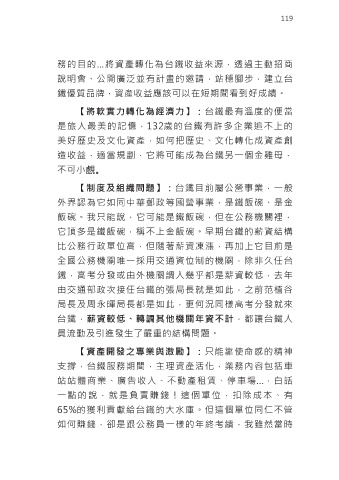 119
務的目的…將資產轉化為台鐵收益來源，透過主動招商
說明會、公開廣泛並有計畫的邀請，站穩腳步，建立台
鐵優質品牌，資產收益應該可以在短期間看到好成績。
【將軟實力轉化為經濟力】：台鐵最有溫度的便當
是旅人最美的記憶，132歲的台鐵有許多企業追不上的
美好歷史及文化資產，如何把歷史、文化轉化成資產創
造收益，適當規劃，它將可能成為台鐵另一個金雞母，
不可小覷。
【制度及組織問題】：台鐵目前屬公營事業，一般
外界認為它如同中華郵政等國營事業，是鐵飯碗、是金
飯碗。我只能說，它可能是鐵飯碗，但在公務機關裡，
它頂多是鐵飯碗，稱不上金飯碗。早期台鐵的薪資結構
比公務行政單位高，但隨著薪資凍漲，再加上它目前是
全國公務機關唯一採用交通資位制的機關，除非久任台
鐵，高考分發或由外機關調入幾乎都是薪資較低，去年
由交通部政次接任台鐵的張局長就是如此，之前范植谷
局長及周永暉局長都是如此，更何況同樣高考分發就來
台鐵，薪資較低、轉調其他機關年資不計，都讓台鐵人
員流動及引進發生了嚴重的結構問題。
【資產開發之專業與激勵】：只能靠使命感的精神
支撐，台鐵服務期間，主理資產活化，業務內容包括車
站站體商業、廣告收入、不動產租賃、停車場…，白話
一點的說，就是負責賺錢！這個單位，扣除成本、有
65%的獲利貢獻給台鐵的大水庫。但這個單位同仁不管
如何賺錢，卻是跟公務員一樣的年終考績，我雖然當時